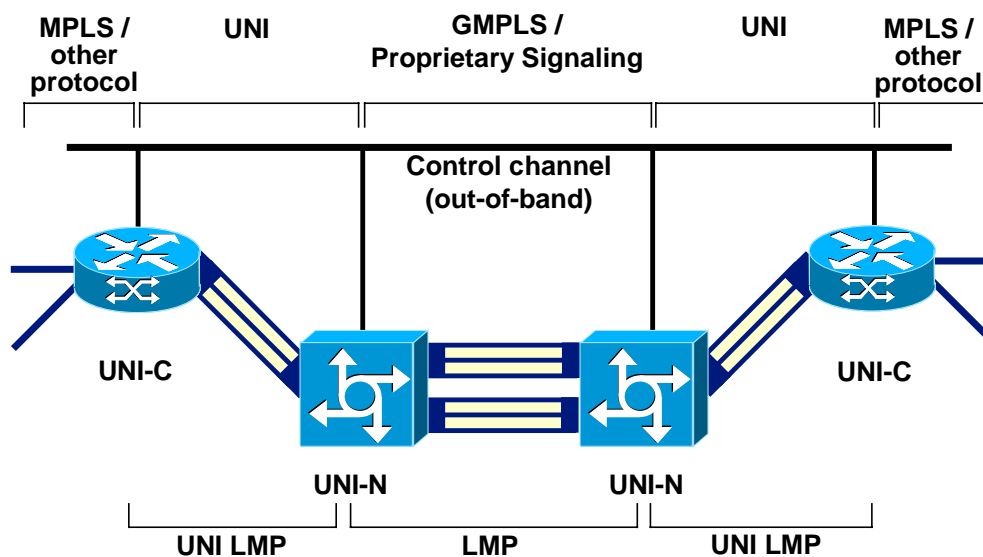 MPLS /
other
protocol
UNI
GMPLS /
Proprietary Signaling
UNI
MPLS /
other
protocol
Control channel
(out-of-band)
UNI-C
UNI-C
UNI-N
UNI-N
UNI LMP
LMP
UNI LMP